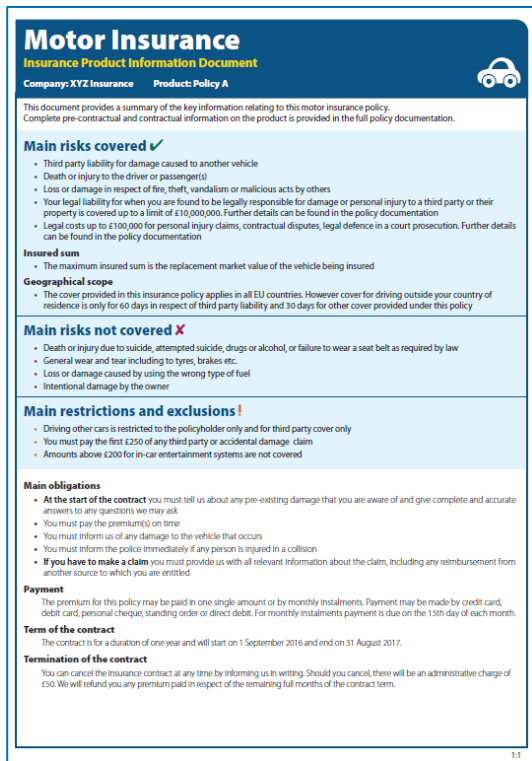 Motor Insurance
Insurance Product Information Document
Company: XYZ Insurance Product: Policy A
This document provides a summary of the key information relating to this motor insurance policy.
Complete pre-contractual and contractual information on the product is provided in the full policy documentation.
Main risks covered ✔
• Third party liability for damage caused to another vehicle
• Death or injury to the driver or passenger(s)
• Loss or damage in respect of fire, theft, vandalism or malicious acts by others
• Your legal liability for when you are found to be legally responsible for damage or personal injury to a third party or their
property is covered up to a limit of £10,000,000. Further details can be found in the policy documentation
• Legal costs up to £100,000 for personal injury claims, contractual disputes, legal defence in a court prosecution. Further details
can be found in the policy documentation
Insured sum
• The maximum insured sum is the replacement market value of the vehicle being insured
Geographical scope
• The cover provided in this insurance policy applies in all EU countries. However cover for driving outside your country of
residence is only for 60 days in respect of third party liability and 30 days for other cover provided under this policy
Main risks not covered ✘
• Death or injury due to suicide, attempted suicide, drugs or alcohol, or failure to wear a seat belt as required by law
• General wear and tear including to tyres, brakes etc.
• Loss or damage caused by using the wrong type of fuel
• Intentional damage by the owner
Main restrictions and exclusions!
• Driving other cars is restricted to the policyholder only and for third party cover only
• You must pay the first £250 of any third party or accidental damage claim
• Amounts above £200 for in-car entertainment systems are not covered
Main obligations
• At the start of the contract you must tell us about any pre-existing damage that you are aware of and give complete and accurate
answers to any questions we may ask
• You must pay the premium(s) on time
• You must inform us of any damage to the vehicle that occurs
• You must inform the police immediately if any person is injured in a collision
• If you have to make a claim you must provide us with all relevant information about the claim, including any reimbursement from
another source to which you are entitled
Payment
The premium for this policy may be paid in one single amount or by monthly instalments. Payment may be made by credit card,
debit card, personal cheque, standing order or direct debit. For monthly instalments payment is due on the 15th day of each month.
Term of the contract
The contract is for a duration of one year and will start on 1 September 2016 and end on 31 August 2017.
Termination of the contract
You can cancel the insurance contract at any time by informing us in writing. Should you cancel, there will be an administrative charge of
£50. We will refund you any premium paid in respect of the remaining full months of the contract term.
1:1